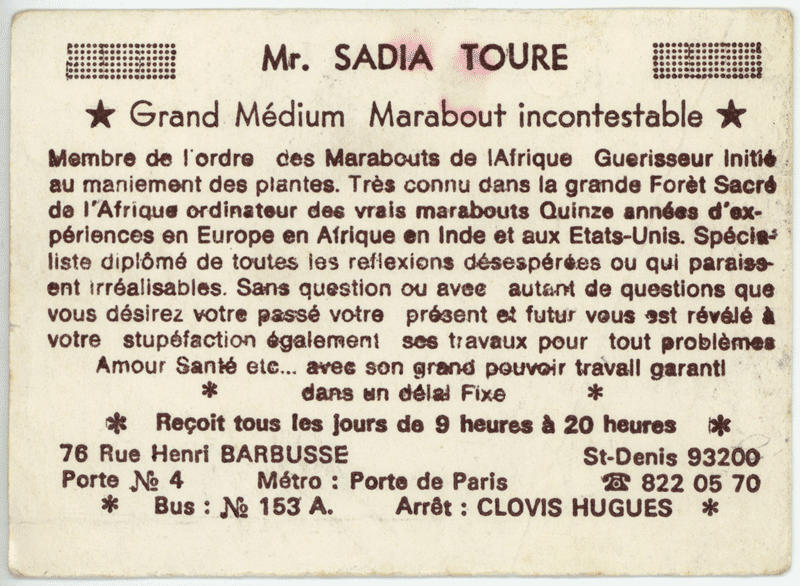 Mr. SADIA TOURE
★ Grand Médium Marabout incontestable ★
Membre de l'ordre des Marabouts de lAfrique Guerisseur Initié
au maniement des plantes. Très connu dans la grande Forèt Sacré
de l'Afrique ordinateur des vrais marabouts Quinze années d'ex-
périences en Europe en Afrique en Inde et aux Etats-Unis. Spécia-
liste diplômé de toutes les reflexions désespérées ou qui paraiss-
ent irréalisables. Sans question ou avec autant de questions que
vous désirez votre passé votre présent et futur vous est révélé à
votre stupéfaction également ses travaux pour tout problèmes
Amour Santé etc... avec son grand pouvoir travail garanti
* dans un délai Fixe *
* Reçoit tous les jours de 9 heures à 20 heures *
76 Rue Henri BARBUSSE St-Denis 93200
Porte № 4 Métro : Porte de Paris ☎ 822 05 70
* Bus : № 153 A. Arrêt : CLOVIS HUGUES *